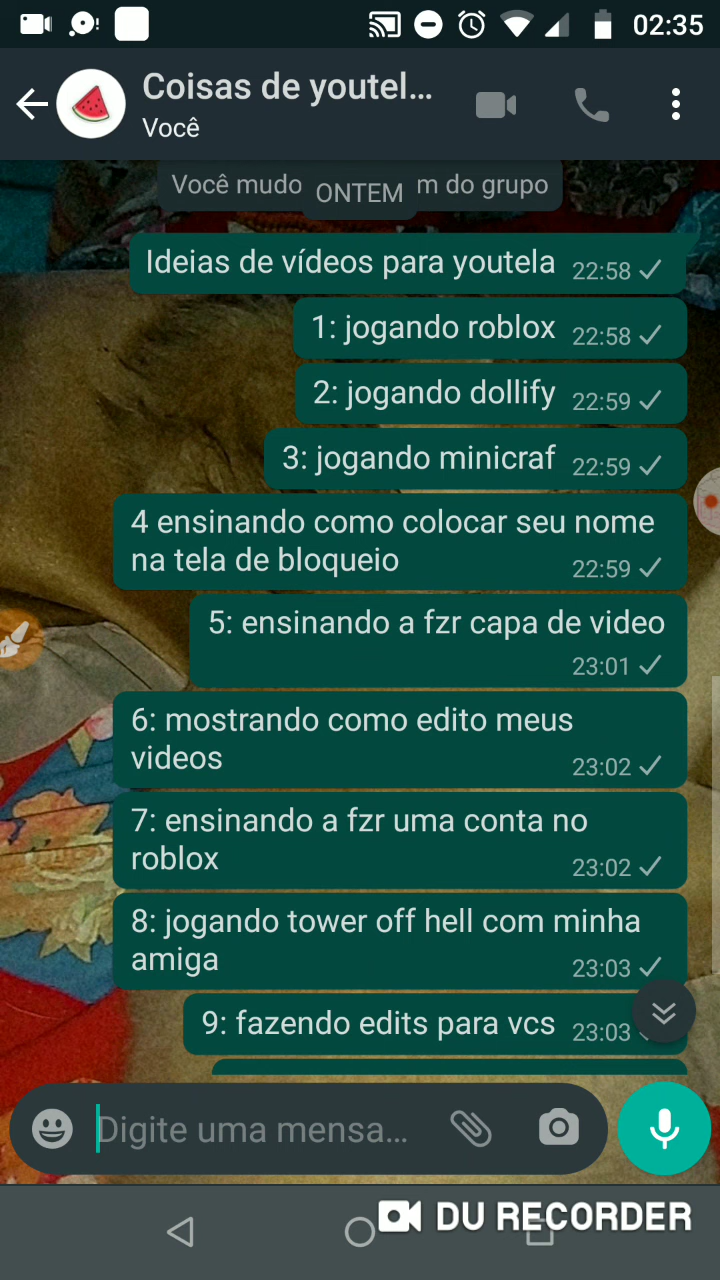 02:35
Coisas de youtel...
Você
Você mudo
ONTEM
m do grupo
Ideias de vídeos para youtela 22:58
1: jogando roblox 22:58
2: jogando dollify 22:59
3: jogando minicraf 22:59
4 ensinando como colocar seu nome
na tela de bloqueio 22:59
5: ensinando a fzr capa de video
23:01
6: mostrando como edito meus
videos 23:02
7: ensinando a fzr uma conta no
roblox 23:02
8: jogando tower off hell com minha
amiga 23:03
9: fazendo edits para vcs 23:03
Digite uma mensa...
DU RECORDER